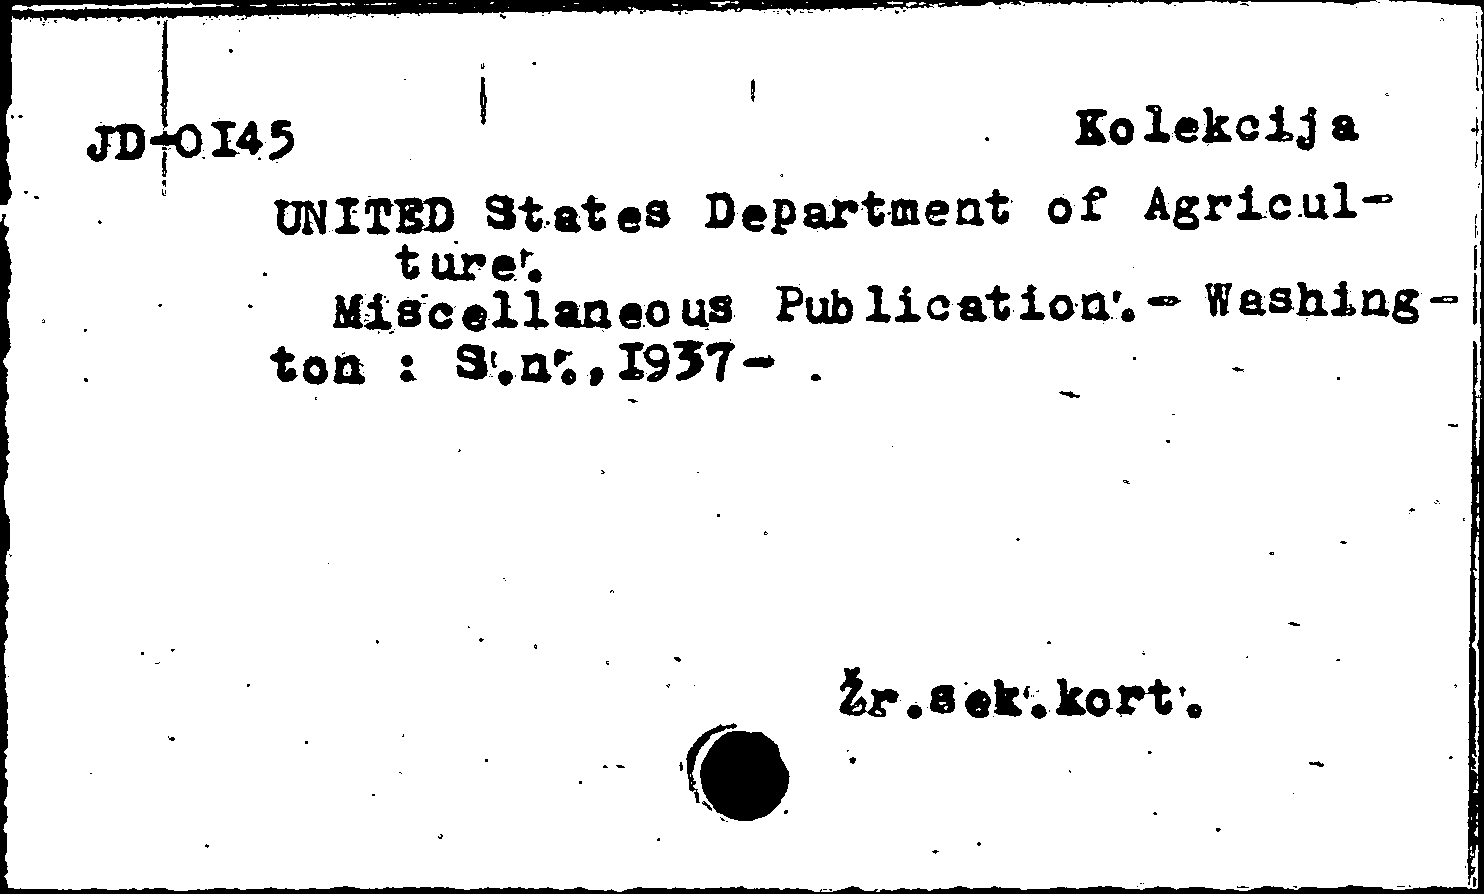 JD-0I45
Kolekcija
UNITED States Department of Agricul-
ture.
Miscellaneous Publication.- Washing-
ton : S.n.,I937- .
Žr.sek.kort.